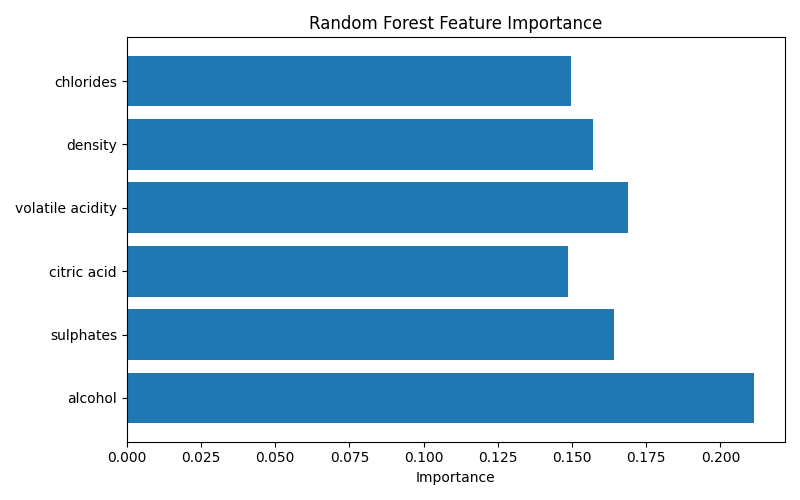 Random Forest Feature Importance
chlorides
density
volatile acidity
citric acid
sulphates
alcohol
0.000 0.025 0.050 0.075 0.100 0.125 0.150 0.175 0.200
Importance